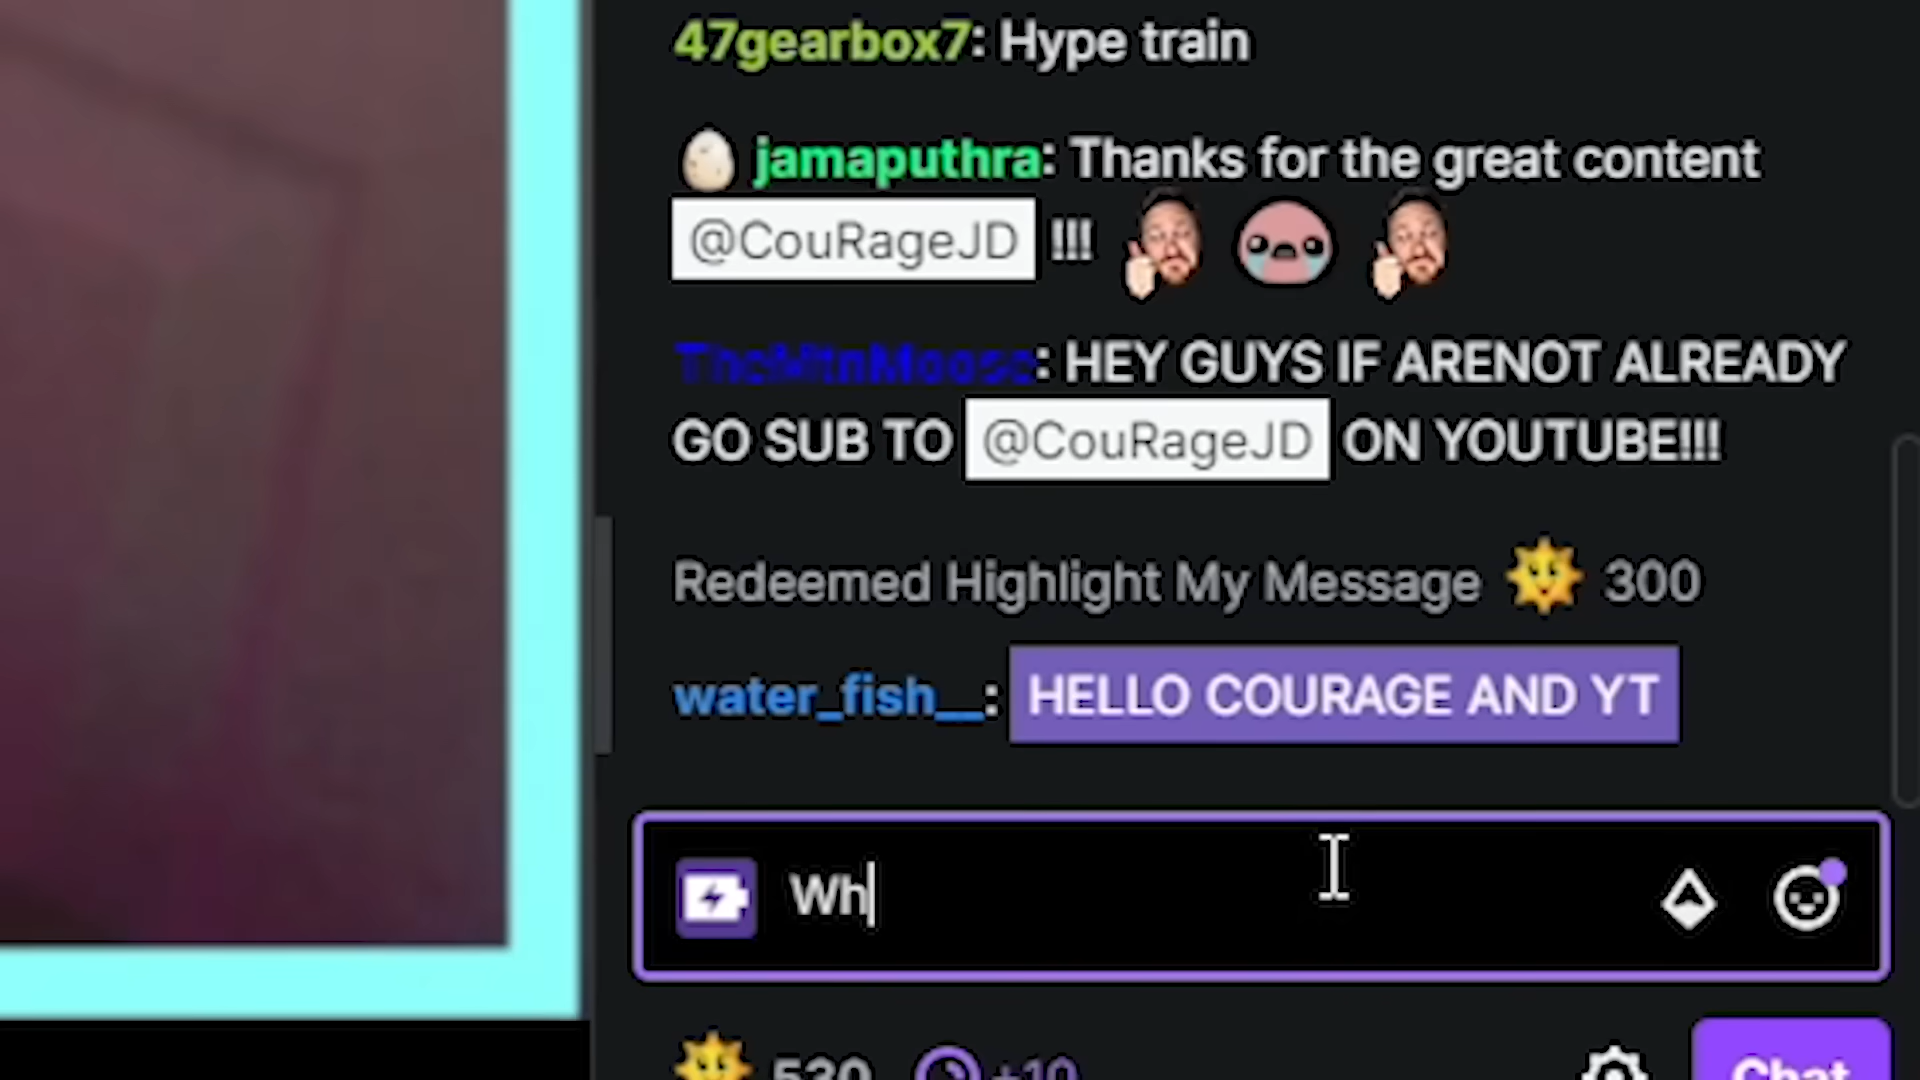 47gearbox7: Hype train
jamaputhra: Thanks for the great content
@CouRageJD !!!
TheMtnMoose: HEY GUYS IF ARENOT ALREADY
GO SUB TO @CouRageJD ON YOUTUBE!!!
Redeemed Highlight My Message 300
water_fish__: HELLO COURAGE AND YT
Wh
530 +10
Chat